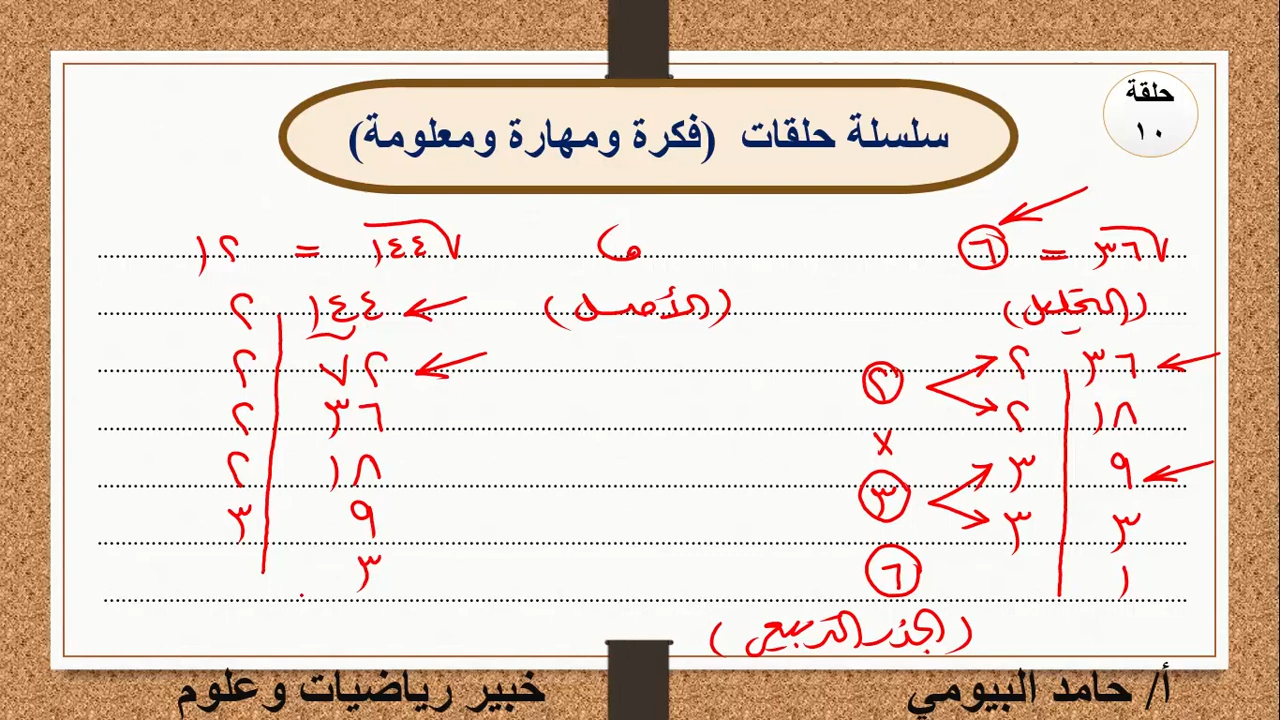 حلقة
١٠
سلسلة حلقات (فكرة ومهارة ومعلومة)
√٣٦ = ٦
√١٤٤ = ١٢
(التحليل)
(الأصل)
١٤٤ | ٢
٣٦ | ٢
٢
٧٢ | ٢
١٨ | ٢
×
٣٦ | ٢
٩ | ٣
٣
١٨ | ٢
٣ | ٣
٩ | ٣
١
٦
٣
(الجذر التربيعي)
أ/ حامد البيومي
خبير رياضيات وعلوم